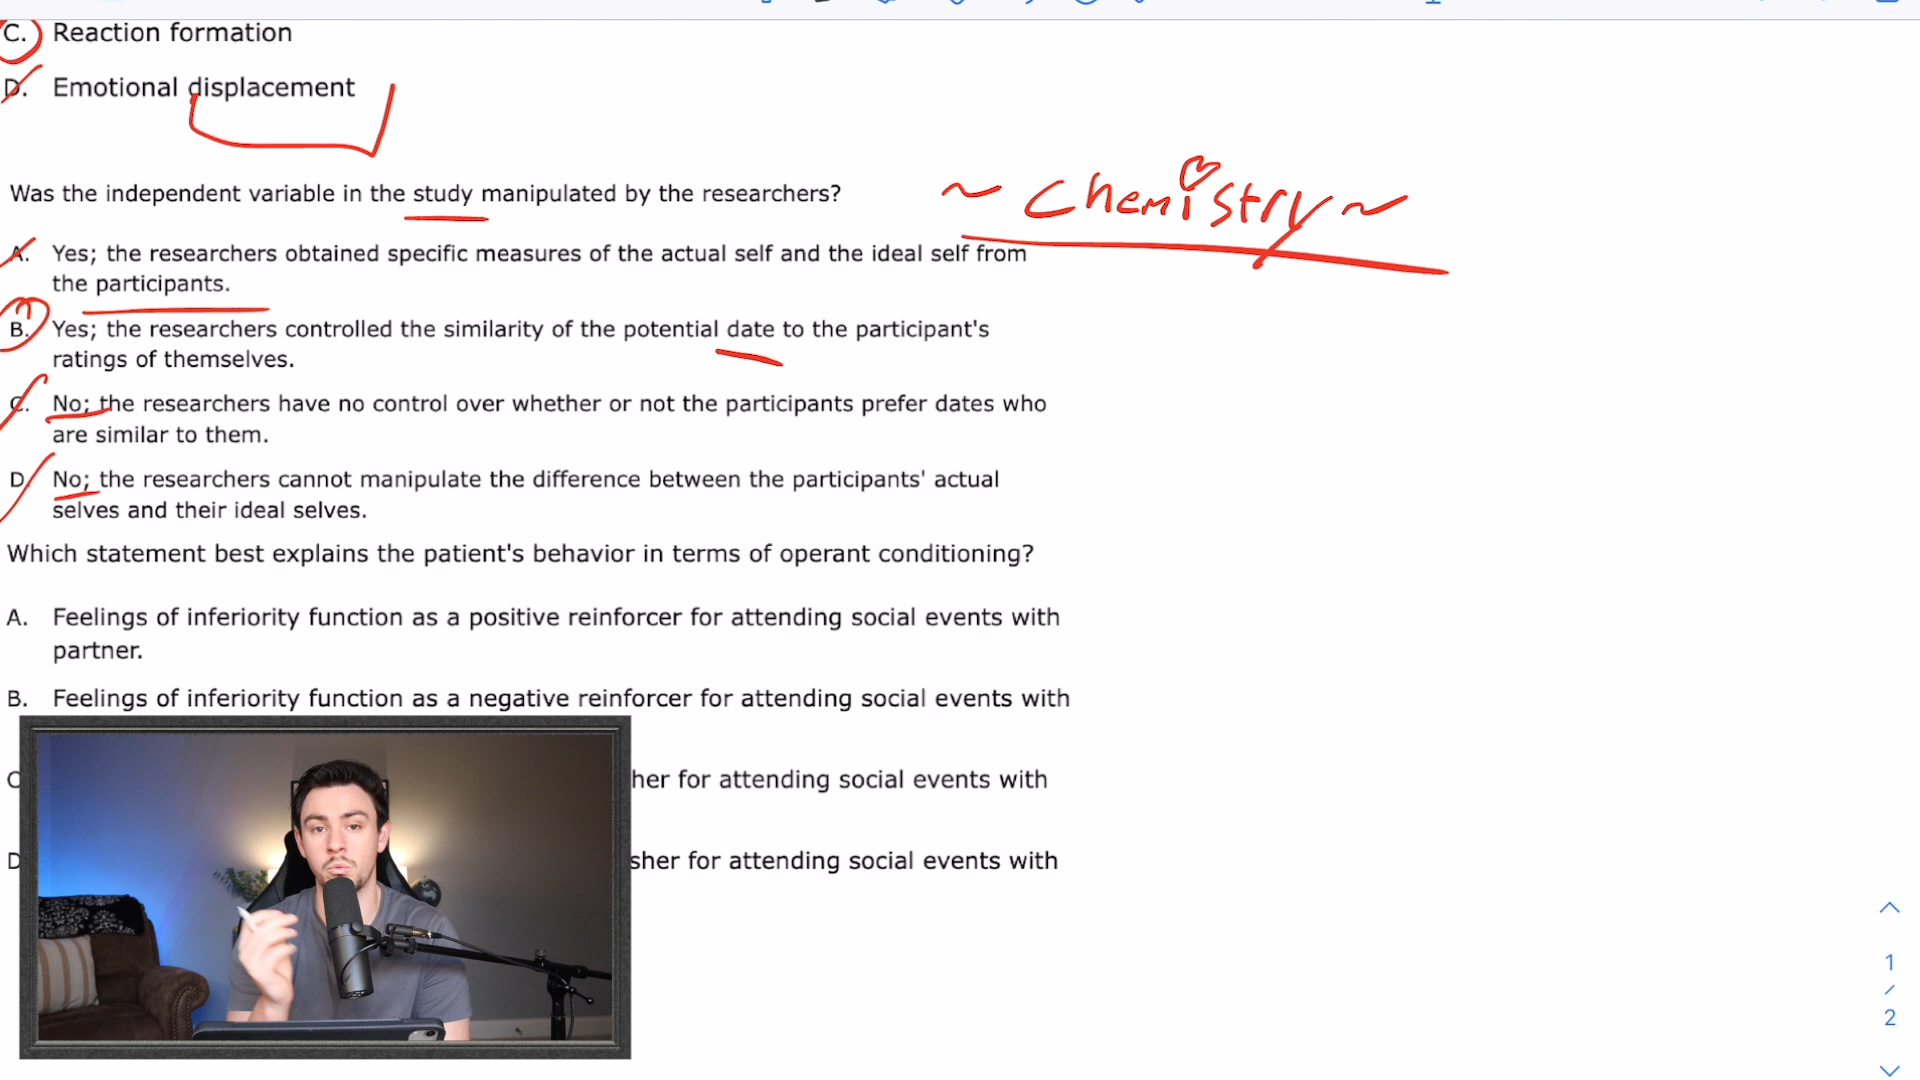 C. Reaction formation
D. Emotional displacement
Was the independent variable in the study manipulated by the researchers?
~ Chemistry ~
A. Yes; the researchers obtained specific measures of the actual self and the ideal self from
the participants.
B. Yes; the researchers controlled the similarity of the potential date to the participant's
ratings of themselves.
C. No; the researchers have no control over whether or not the participants prefer dates who
are similar to them.
D. No; the researchers cannot manipulate the difference between the participants' actual
selves and their ideal selves.
Which statement best explains the patient's behavior in terms of operant conditioning?
A. Feelings of inferiority function as a positive reinforcer for attending social events with
partner.
B. Feelings of inferiority function as a negative reinforcer for attending social events with
her for attending social events with
sher for attending social events with
1
/
2